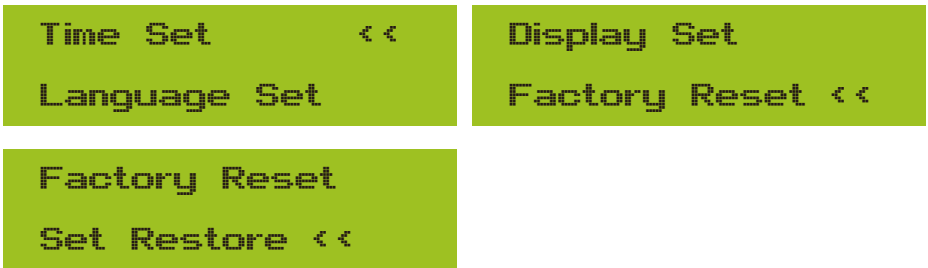 Time Set <<
Language Set
Display Set
Factory Reset <<
Factory Reset
Set Restore <<